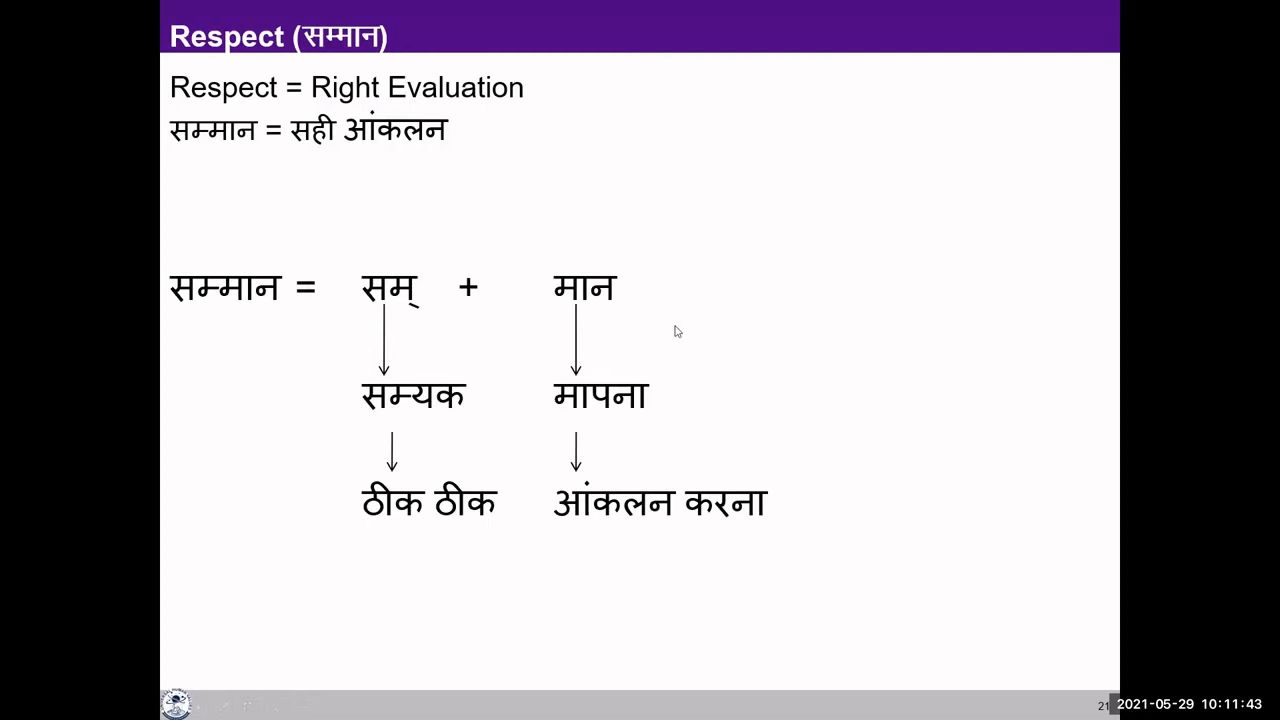 Respect (सम्मान)
Respect = Right Evaluation
सम्मान = सही आंकलन
सम्मान = सम् + मान
सम्यक मापना
ठीक ठीक आंकलन करना
21
2021-05-29 10:11:43